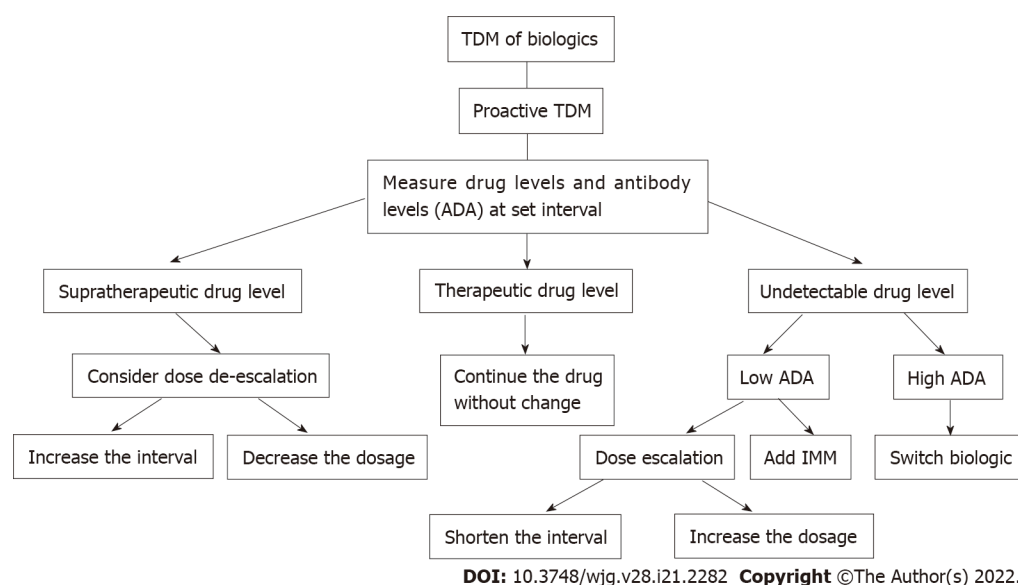 TDM of biologics
Proactive TDM
Measure drug levels and antibody
levels (ADA) at set interval
Supratherapeutic drug level
Therapeutic drug level
Undetectable drug level
Consider dose de-escalation
Continue the drug
without change
Low ADA
High ADA
Increase the interval
Decrease the dosage
Dose escalation
Add IMM
Switch biologic
Shorten the interval
Increase the dosage
DOI: 10.3748/wjg.v28.i21.2282 Copyright ©The Author(s) 2022.